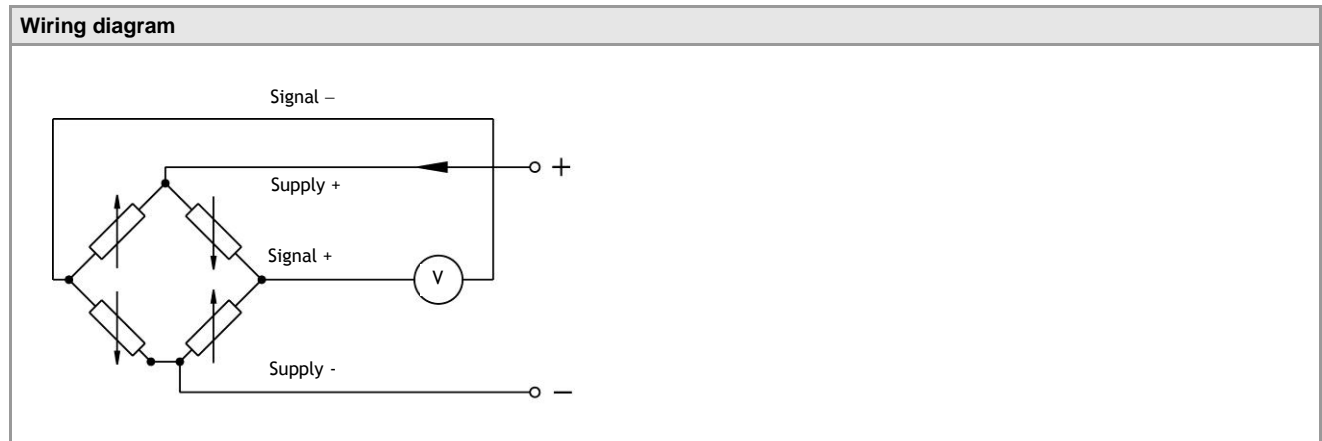 Wiring diagram
Signal –
+
Supply +
Signal +
V
Supply -
–